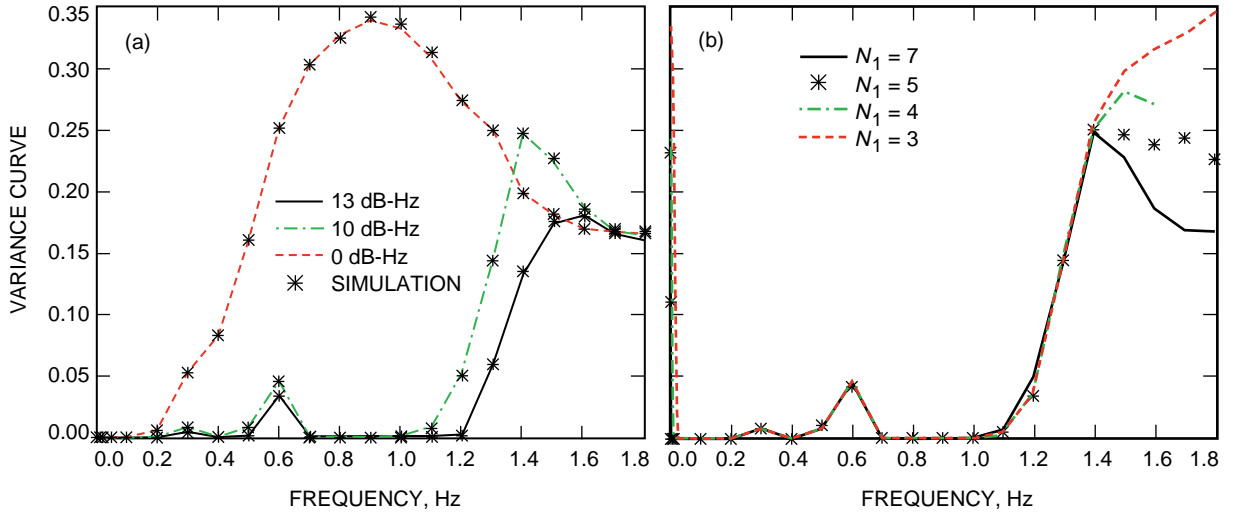 0.35
0.30
0.25
0.20
0.15
0.10
0.05
0.00
VARIANCE CURVE
(a)
13 dB-Hz
10 dB-Hz
0 dB-Hz
SIMULATION
0.0 0.2 0.4 0.6 0.8 1.0 1.2 1.4 1.6 1.8
FREQUENCY, Hz
(b)
N1 = 7
N1 = 5
N1 = 4
N1 = 3
0.0 0.2 0.4 0.6 0.8 1.0 1.2 1.4 1.6 1.8
FREQUENCY, Hz